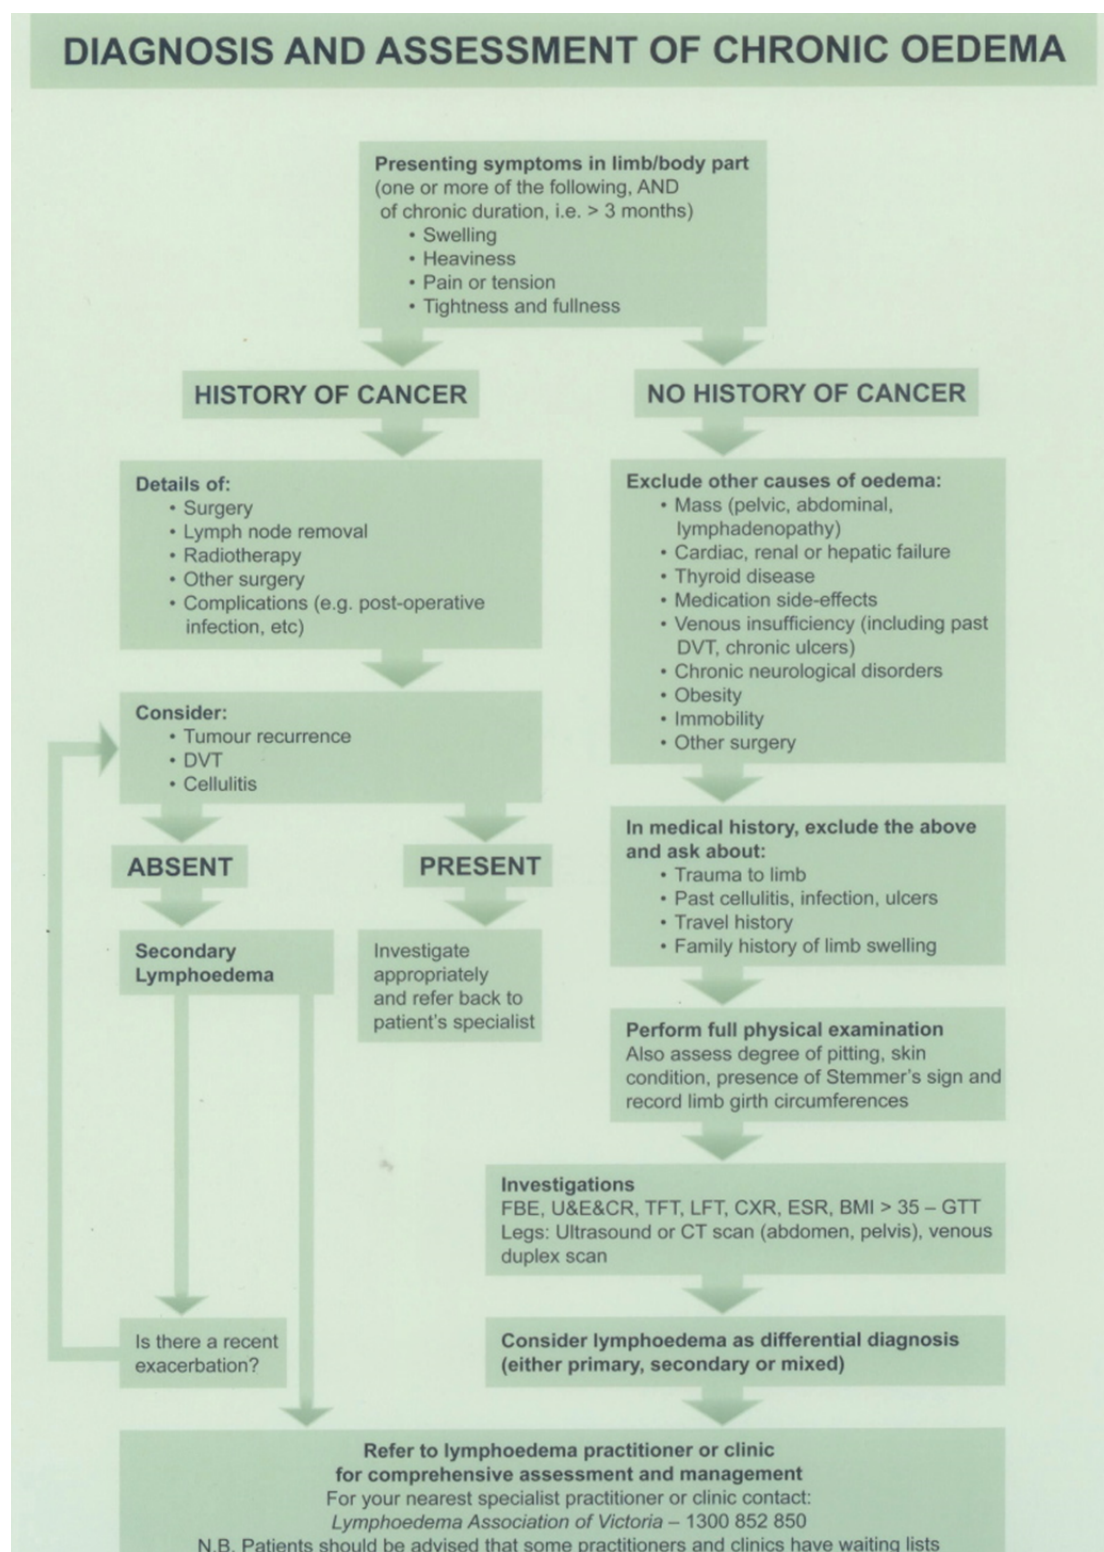 DIAGNOSIS AND ASSESSMENT OF CHRONIC OEDEMA
Presenting symptoms in limb/body part
(one or more of the following, AND
of chronic duration, i.e. > 3 months)
• Swelling
• Heaviness
• Pain or tension
• Tightness and fullness
HISTORY OF CANCER
Details of:
• Surgery
• Lymph node removal
• Radiotherapy
• Other surgery
• Complications (e.g. post-operative
infection, etc)
Consider:
• Tumour recurrence
• DVT
• Cellulitis
ABSENT
PRESENT
Secondary
Lymphoedema
Investigate
appropriately
and refer back to
patient's specialist
Is there a recent
exacerbation?
NO HISTORY OF CANCER
Exclude other causes of oedema:
• Mass (pelvic, abdominal,
lymphadenopathy)
• Cardiac, renal or hepatic failure
• Thyroid disease
• Medication side-effects
• Venous insufficiency (including past
DVT, chronic ulcers)
• Chronic neurological disorders
• Obesity
• Immobility
• Other surgery
In medical history, exclude the above
and ask about:
• Trauma to limb
• Past cellulitis, infection, ulcers
• Travel history
• Family history of limb swelling
Perform full physical examination
Also assess degree of pitting, skin
condition, presence of Stemmer's sign and
record limb girth circumferences
Investigations
FBE, U&E&CR, TFT, LFT, CXR, ESR, BMI > 35 – GTT
Legs: Ultrasound or CT scan (abdomen, pelvis), venous
duplex scan
Consider lymphoedema as differential diagnosis
(either primary, secondary or mixed)
Refer to lymphoedema practitioner or clinic
for comprehensive assessment and management
For your nearest specialist practitioner or clinic contact:
Lymphoedema Association of Victoria – 1300 852 850
N.B. Patients should be advised that some practitioners and clinics have waiting lists